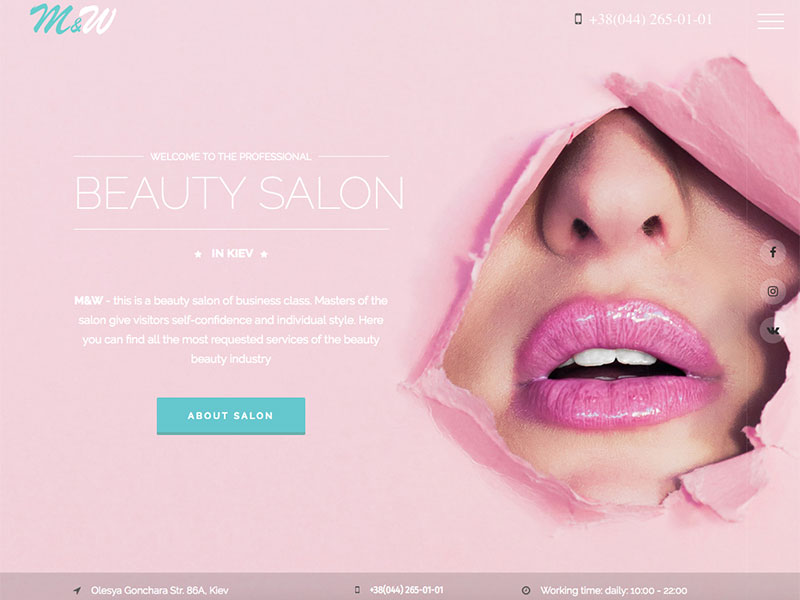 M&W
+38(044) 265-01-01
WELCOME TO THE PROFESSIONAL
BEAUTY SALON
IN KIEV
M&W - this is a beauty salon of business class. Masters of the
salon give visitors self-confidence and individual style. Here
you can find all the most requested services of the beauty
beauty industry
ABOUT SALON
Olesya Gonchara Str. 86A, Kiev
+38(044) 265-01-01
Working time: daily: 10:00 - 22:00